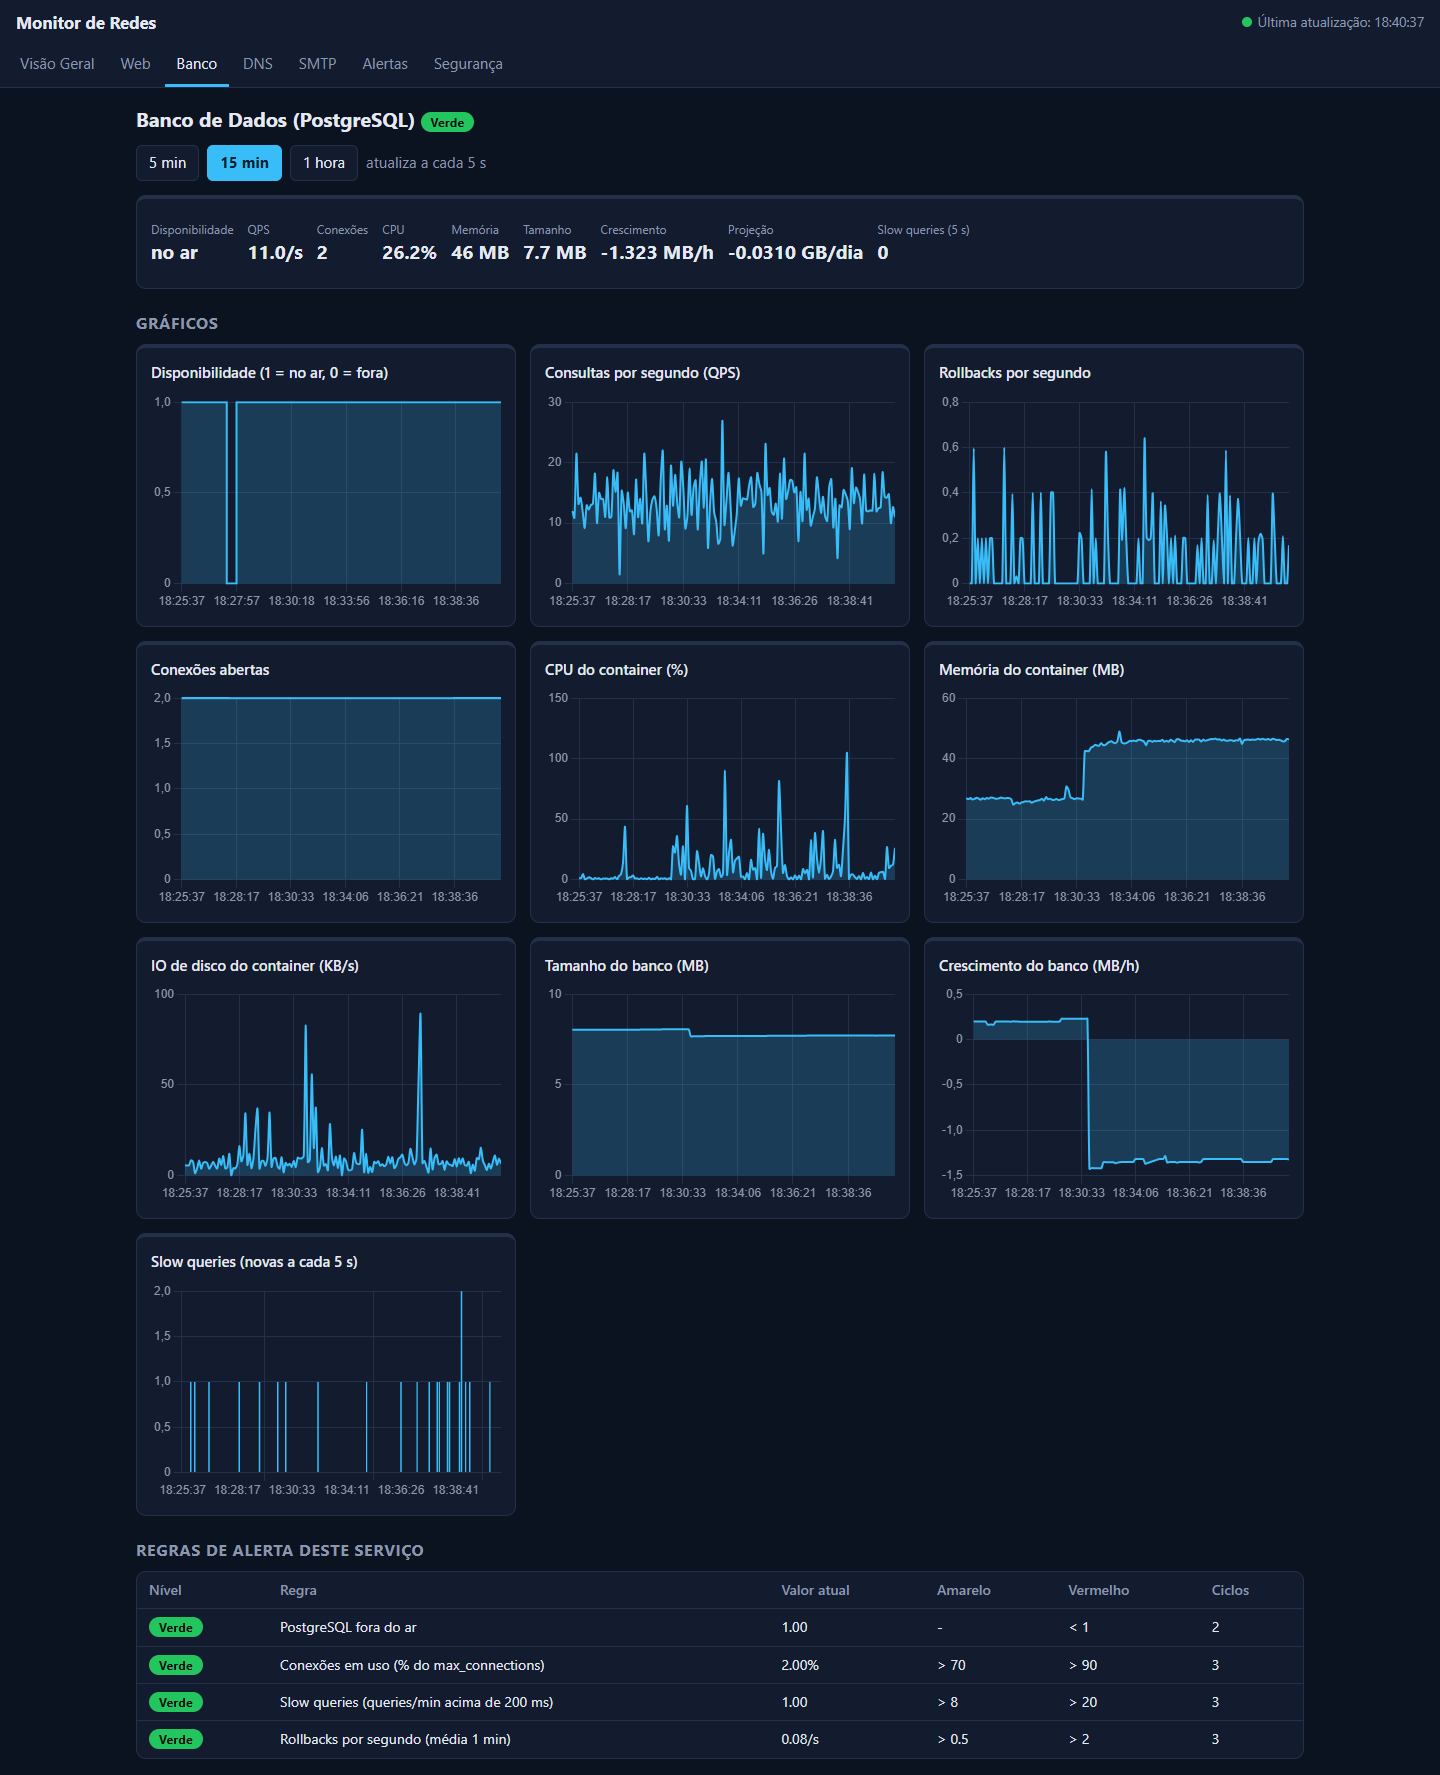 Monitor de Redes
Última atualização: 18:40:37
Visão Geral Web Banco DNS SMTP Alertas Segurança
Banco de Dados (PostgreSQL) Verde
5 min 15 min 1 hora atualiza a cada 5 s
Disponibilidade QPS Conexões CPU Memória Tamanho Crescimento Projeção Slow queries (5 s)
no ar 11.0/s 2 26.2% 46 MB 7.7 MB -1.323 MB/h -0.0310 GB/dia 0
GRÁFICOS
Disponibilidade (1 = no ar, 0 = fora)
1,0
0,5
0
18:25:37 18:27:57 18:30:18 18:33:56 18:36:16 18:38:36
Consultas por segundo (QPS)
30
20
10
0
18:25:37 18:28:17 18:30:33 18:34:11 18:36:26 18:38:41
Rollbacks por segundo
0,8
0,6
0,4
0,2
0
18:25:37 18:28:17 18:30:33 18:34:11 18:36:26 18:38:41
Conexões abertas
2,0
1,5
1,0
0,5
0
18:25:37 18:28:17 18:30:33 18:34:06 18:36:21 18:38:36
CPU do container (%)
150
100
50
0
18:25:37 18:28:17 18:30:33 18:34:06 18:36:21 18:38:36
Memória do container (MB)
60
40
20
0
18:25:37 18:28:17 18:30:33 18:34:06 18:36:21 18:38:36
IO de disco do container (KB/s)
100
50
0
18:25:37 18:28:17 18:30:33 18:34:11 18:36:26 18:38:41
Tamanho do banco (MB)
10
5
0
18:25:37 18:28:17 18:30:33 18:34:06 18:36:21 18:38:36
Crescimento do banco (MB/h)
0,5
0
-0,5
-1,0
-1,5
18:25:37 18:28:17 18:30:33 18:34:06 18:36:21 18:38:36
Slow queries (novas a cada 5 s)
2,0
1,5
1,0
0,5
0
18:25:37 18:28:17 18:30:33 18:34:11 18:36:26 18:38:41
REGRAS DE ALERTA DESTE SERVIÇO
Nível Regra Valor atual Amarelo Vermelho Ciclos
Verde PostgreSQL fora do ar 1.00 - < 1 2
Verde Conexões em uso (% do max_connections) 2.00% > 70 > 90 3
Verde Slow queries (queries/min acima de 200 ms) 1.00 > 8 > 20 3
Verde Rollbacks por segundo (média 1 min) 0.08/s > 0.5 > 2 3